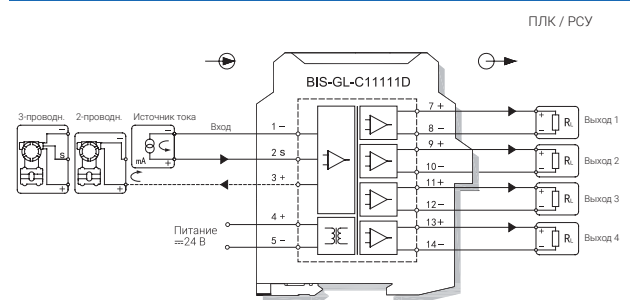 ПЛК / РСУ
BIS-GL-C11111D
3-проводн. 2-проводн. Источник тока
Вход
1 −
2 S
3 +
4 +
5 −
Питание
⎓24 В
− S +
− +
− mA +
7 +
8 −
9 +
10 −
11 +
12 −
13 +
14 −
+ − RL Выход 1
+ − RL Выход 2
+ − RL Выход 3
+ − RL Выход 4